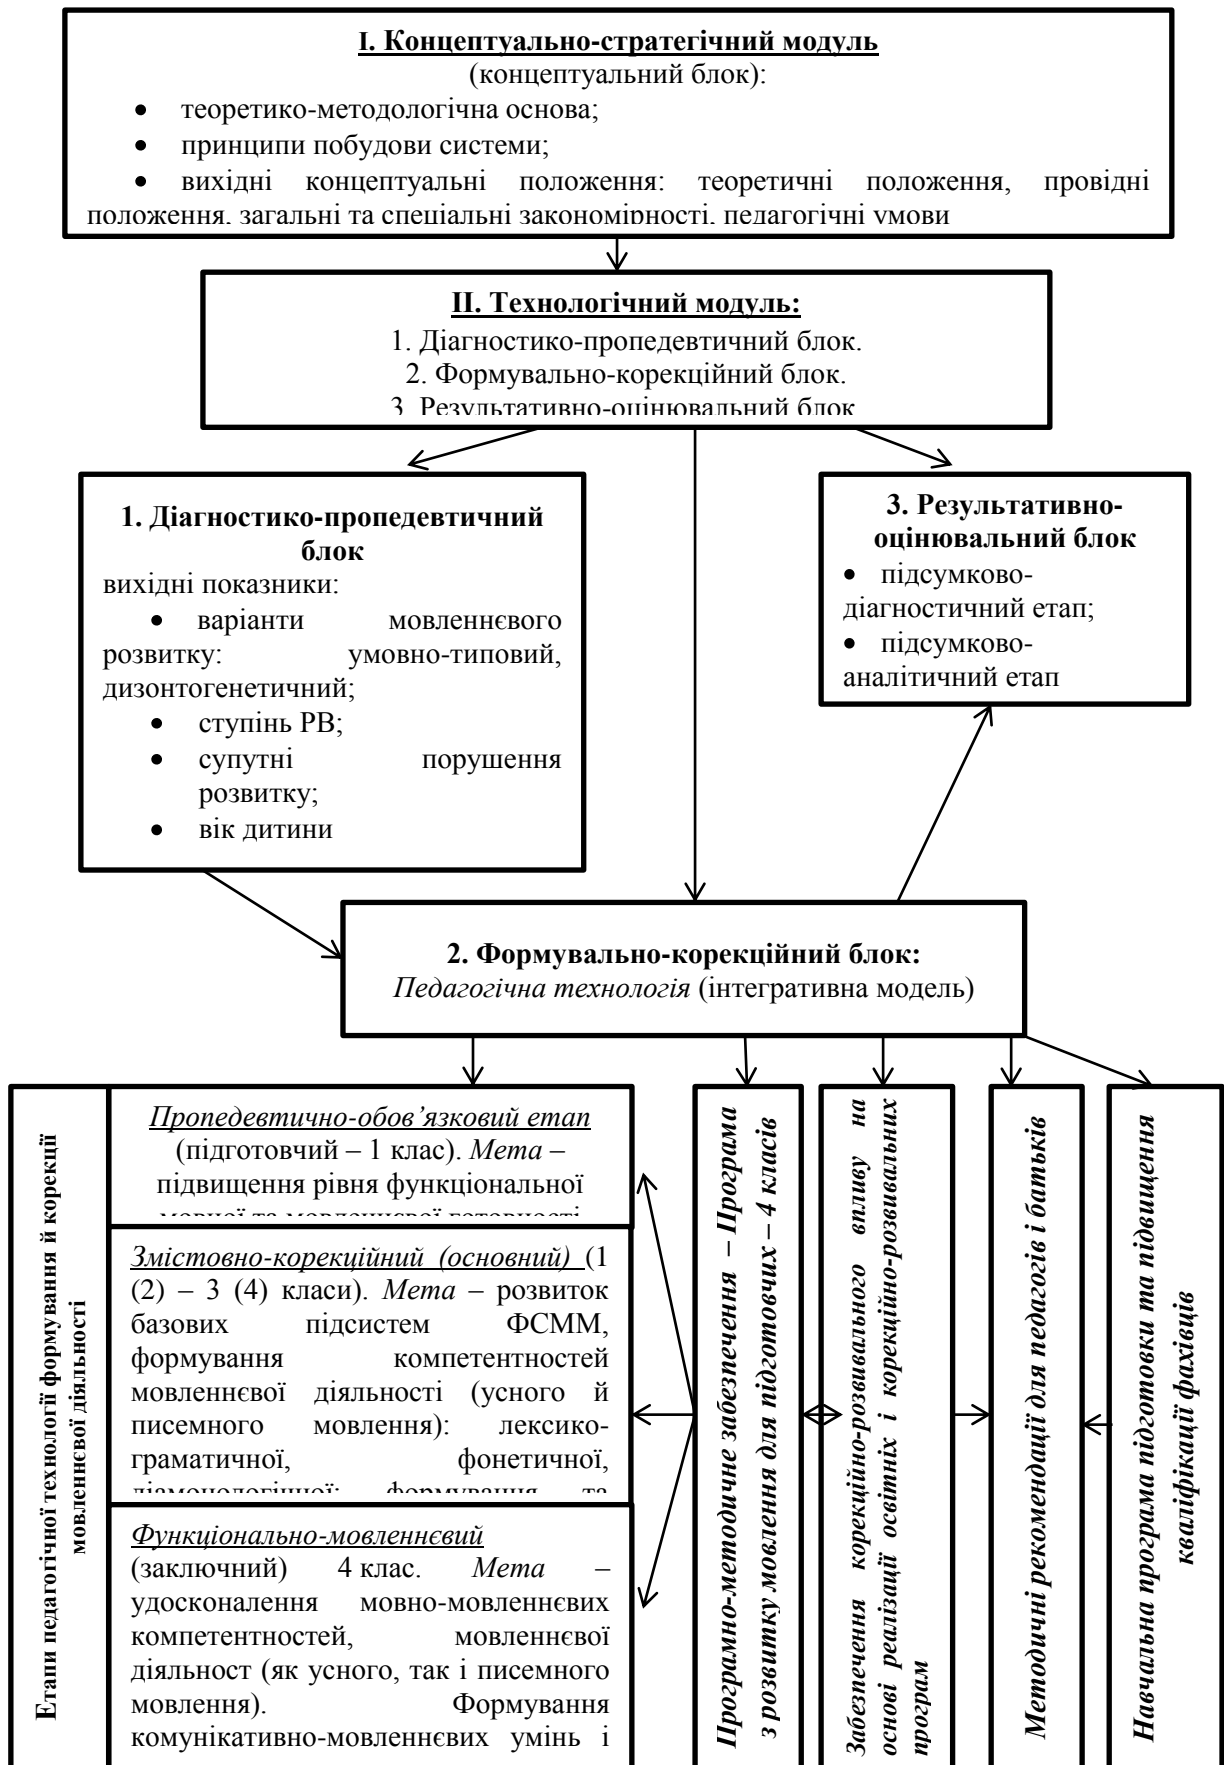 I. Концептуально-стратегічний модуль
(концептуальний блок):
• теоретико-методологічна основа;
• принципи побудови системи;
• вихідні концептуальні положення: теоретичні положення, провідні
положення, загальні та спеціальні закономірності, педагогічні умови
II. Технологічний модуль:
1. Діагностико-пропедевтичний блок.
2. Формувально-корекційний блок.
3. Результативно-оцінювальний блок
1. Діагностико-пропедевтичний
блок
вихідні показники:
• варіанти мовленнєвого
розвитку: умовно-типовий,
дизонтогенетичний;
• ступінь РВ;
• супутні порушення
розвитку;
• вік дитини
3. Результативно-
оцінювальний блок
• підсумково-
діагностичний етап;
• підсумково-
аналітичний етап
2. Формувально-корекційний блок:
Педагогічна технологія (інтегративна модель)
Етапи педагогічної технології формування й корекції
мовленнєвої діяльності
Пропедевтично-обов’язковий етап
(підготовчий – 1 клас). Мета –
підвищення рівня функціональної
мовної та мовленнєвої готовності
Змістовно-корекційний (основний) (1
(2) – 3 (4) класи). Мета – розвиток
базових підсистем ФСММ,
формування компетентностей
мовленнєвої діяльності (усного й
писемного мовлення): лексико-
граматичної, фонетичної,
діамонологічної; формування та
Функціонально-мовленнєвий
(заключний) 4 клас. Мета –
удосконалення мовно-мовленнєвих
компетентностей, мовленнєвої
діяльност (як усного, так і писемного
мовлення). Формування
комунікативно-мовленнєвих умінь і
Програмно-методичне забезпечення – Програма
з розвитку мовлення для підготовчих – 4 класів
Забезпечення корекційно-розвивального впливу на
основі реалізації освітніх і корекційно-розвивальних
програм
Методичні рекомендації для педагогів і батьків
Навчальна програма підготовки та підвищення
кваліфікації фахівців